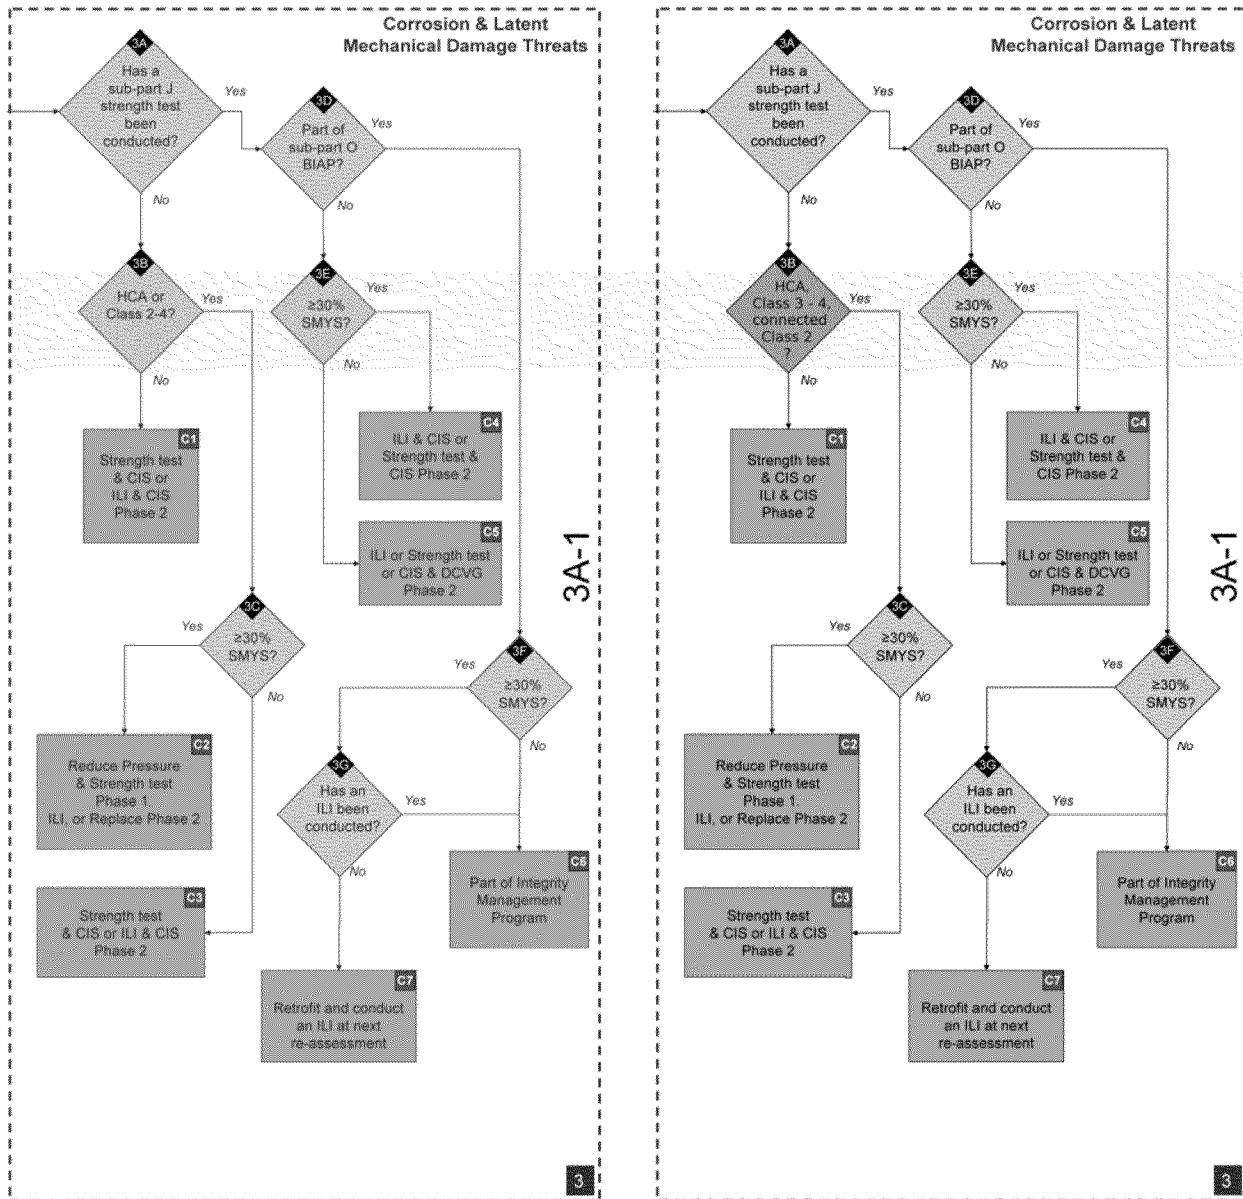 Corrosion & Latent
Mechanical Damage Threats
3A
Has a
sub-part J
strength test
been
conducted?
Yes
No
3D
Part of
sub-part O
BIAP?
Yes
No
3B
HCA or
Class 2-4?
Yes
No
3E
≥30%
SMYS?
Yes
No
C1
Strength test
& CIS or
ILI & CIS
Phase 2
C4
ILI & CIS or
Strength test &
CIS Phase 2
C5
ILI or Strength test
or CIS & DCVG
Phase 2
3A-1
3C
≥30%
SMYS?
Yes
No
3F
≥30%
SMYS?
Yes
No
C2
Reduce Pressure
& Strength test
Phase 1.
ILI, or Replace Phase 2
3G
Has an
ILI been
conducted?
Yes
No
C6
Part of Integrity
Management
Program
C3
Strength test
& CIS or ILI & CIS
Phase 2
C7
Retrofit and conduct
an ILI at next
re-assessment
3
Corrosion & Latent
Mechanical Damage Threats
3A
Has a
sub-part J
strength test
been
conducted?
Yes
No
3D
Part of
sub-part O
BIAP?
Yes
No
3B
HCA,
Class 3 - 4,
connected
Class 2
?
Yes
No
3E
≥30%
SMYS?
Yes
No
C1
Strength test
& CIS or
ILI & CIS
Phase 2
C4
ILI & CIS or
Strength test &
CIS Phase 2
C5
ILI or Strength test
or CIS & DCVG
Phase 2
3A-1
3C
≥30%
SMYS?
Yes
No
3F
≥30%
SMYS?
Yes
No
C2
Reduce Pressure
& Strength test
Phase 1.
ILI, or Replace Phase 2
3G
Has an
ILI been
conducted?
Yes
No
C6
Part of Integrity
Management
Program
C3
Strength test
& CIS or ILI & CIS
Phase 2
C7
Retrofit and conduct
an ILI at next
re-assessment
3